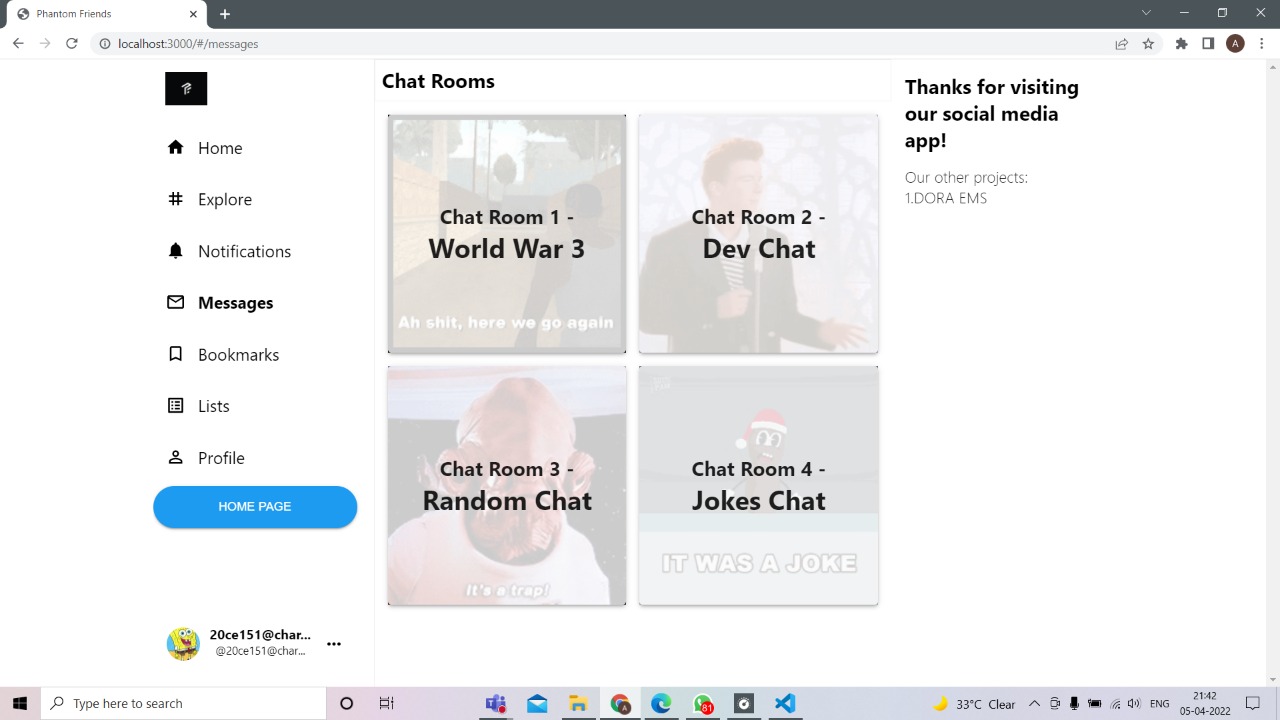 Phantom Friends
localhost:3000/#/messages
A
Home
Explore
Notifications
Messages
Bookmarks
Lists
Profile
HOME PAGE
20ce151@char...
@20ce151@char...
Chat Rooms
Chat Room 1 -
World War 3
Ah shit, here we go again
Chat Room 2 -
Dev Chat
Chat Room 3 -
Random Chat
It's a trap!
Chat Room 4 -
Jokes Chat
IT WAS A JOKE
Thanks for visiting
our social media
app!
Our other projects:
1.DORA EMS
Type here to search
81
33°C Clear
ENG
21:42
05-04-2022